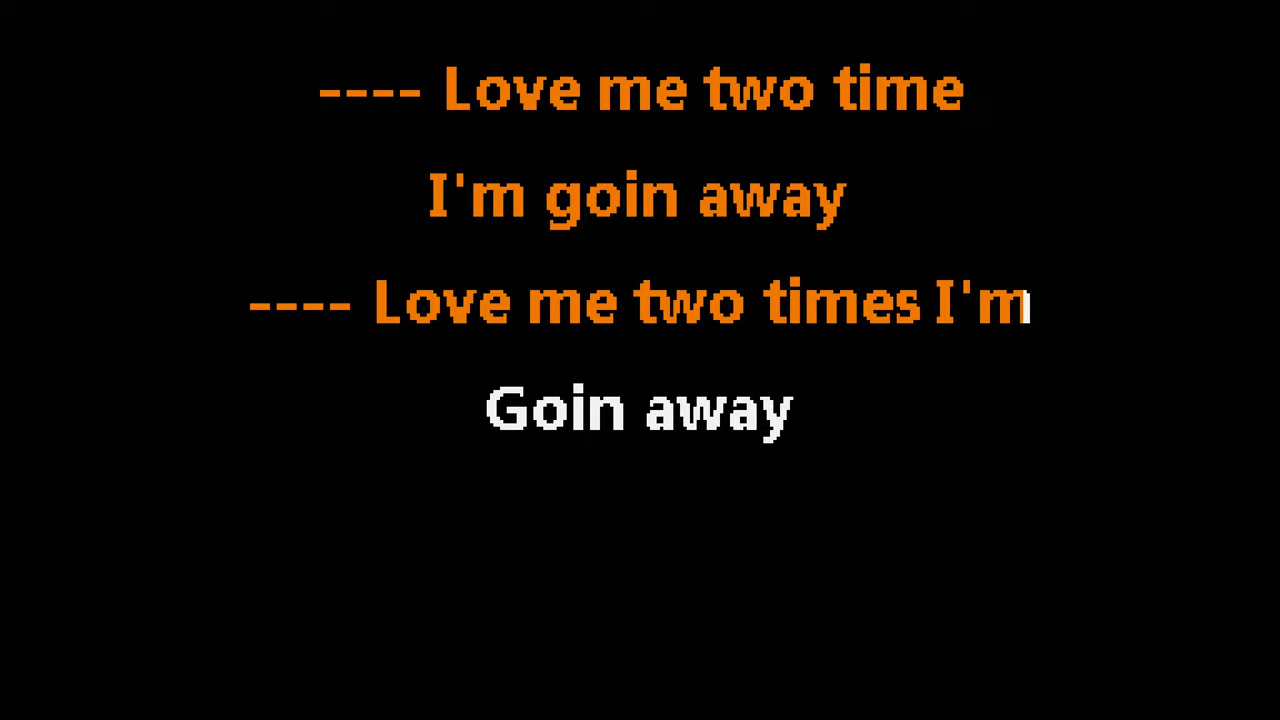 ---- Love me two time
I'm goin away
---- Love me two times I'm
Goin away